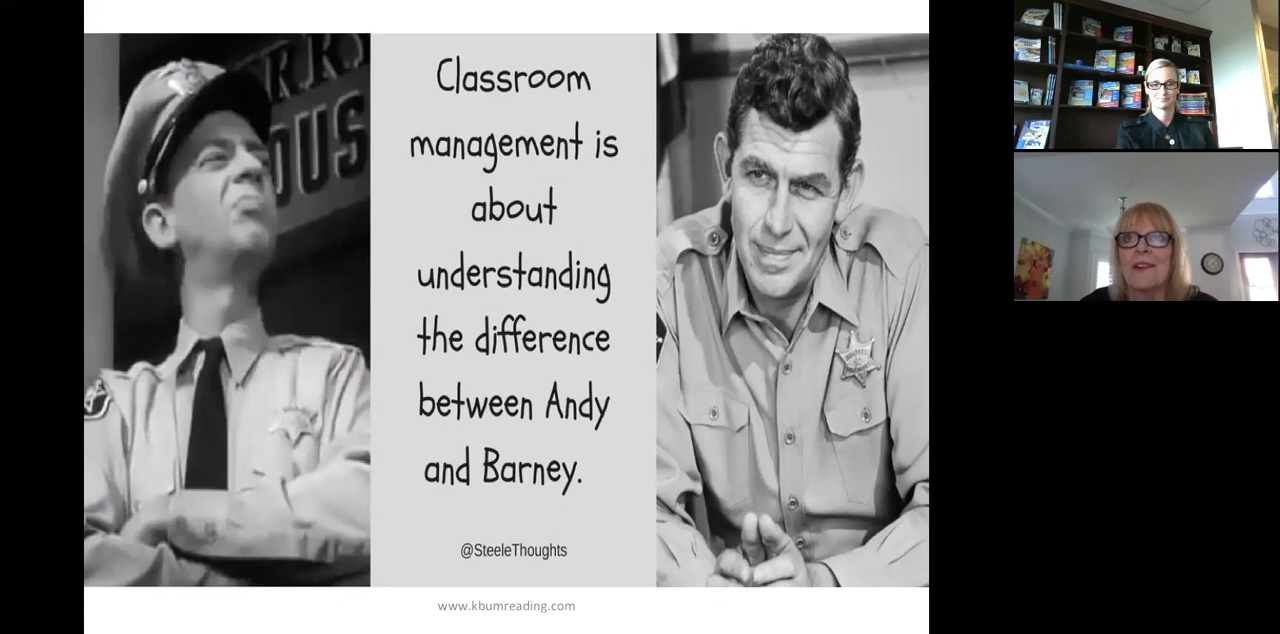 Classroom
management is
about
understanding
the difference
between Andy
and Barney.
@SteeleThoughts
www.kbumreading.com